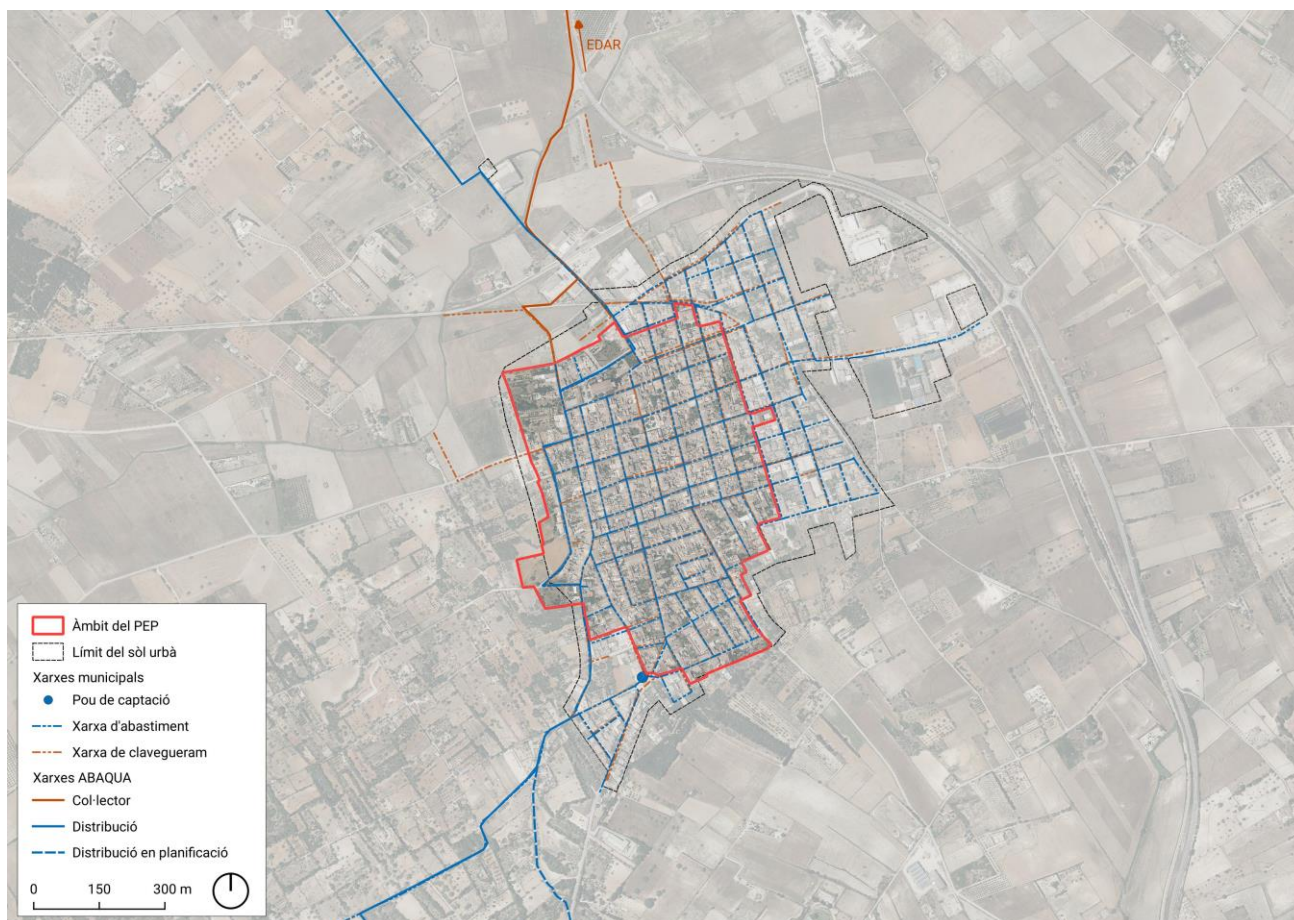 EDAR
Àmbit del PEP
Límit del sòl urbà
Xarxes municipals
Pou de captació
Xarxa d'abastiment
Xarxa de clavegueram
Xarxes ABAQUA
Col·lector
Distribució
Distribució en planificació
0 150 300 m